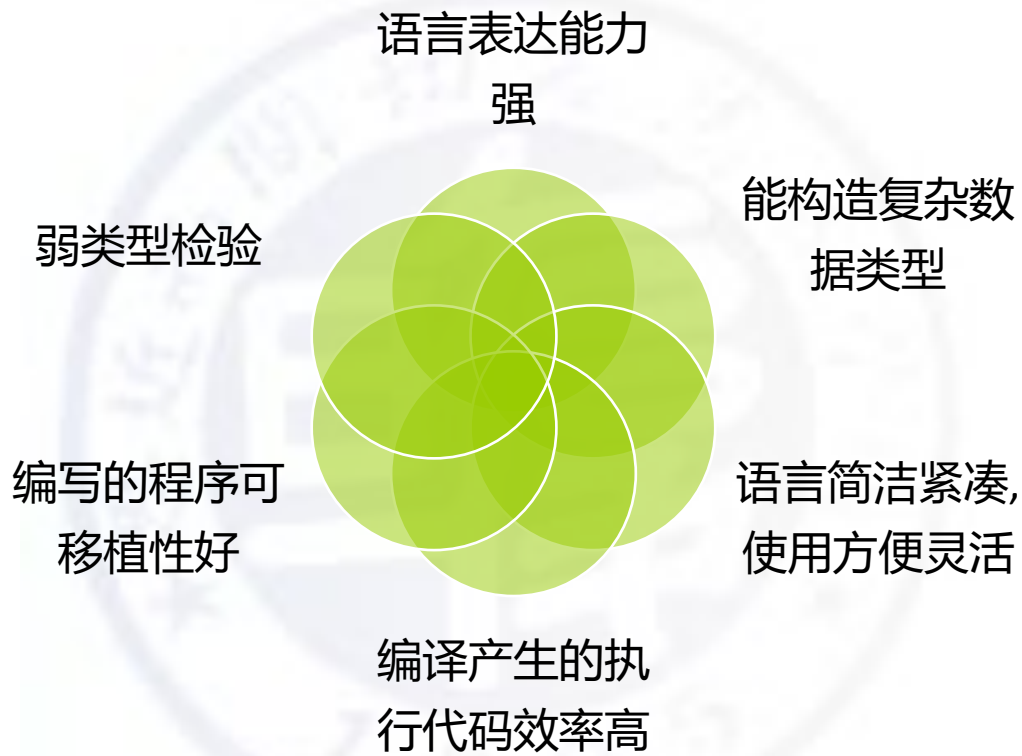 语言表达能力
强
能构造复杂数
据类型
语言简洁紧凑,
使用方便灵活
编译产生的执
行代码效率高
编写的程序可
移植性好
弱类型检验